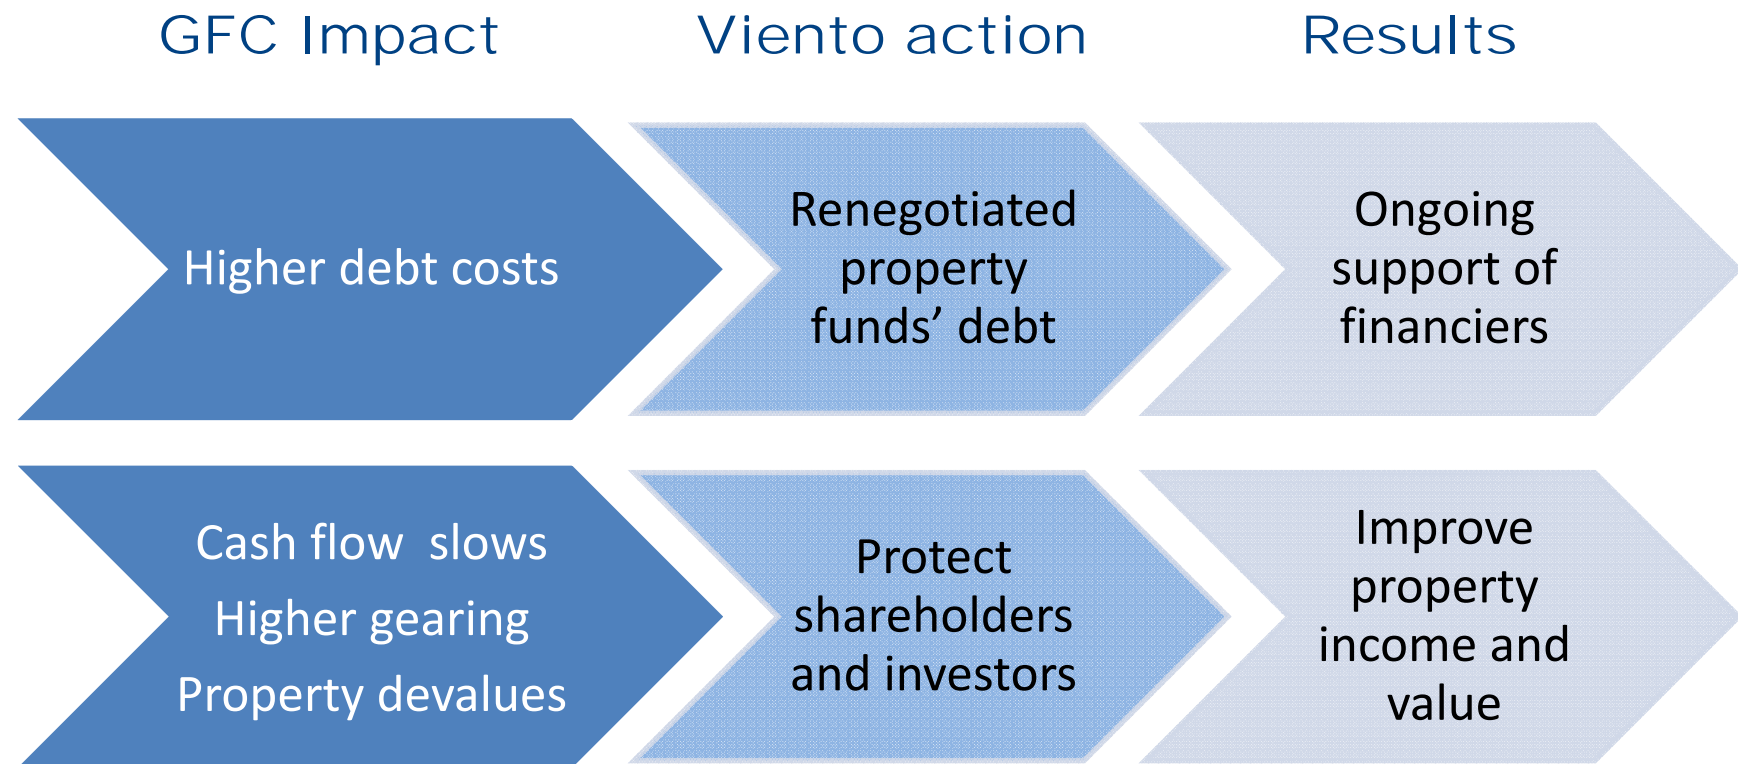 GFC Impact
Viento action
Results
Higher debt costs
Renegotiated
property
funds’ debt
Ongoing
support of
financiers
Cash flow  slows
Higher gearing
Property devalues
Protect
shareholders
and investors
Improve
property
income and
value